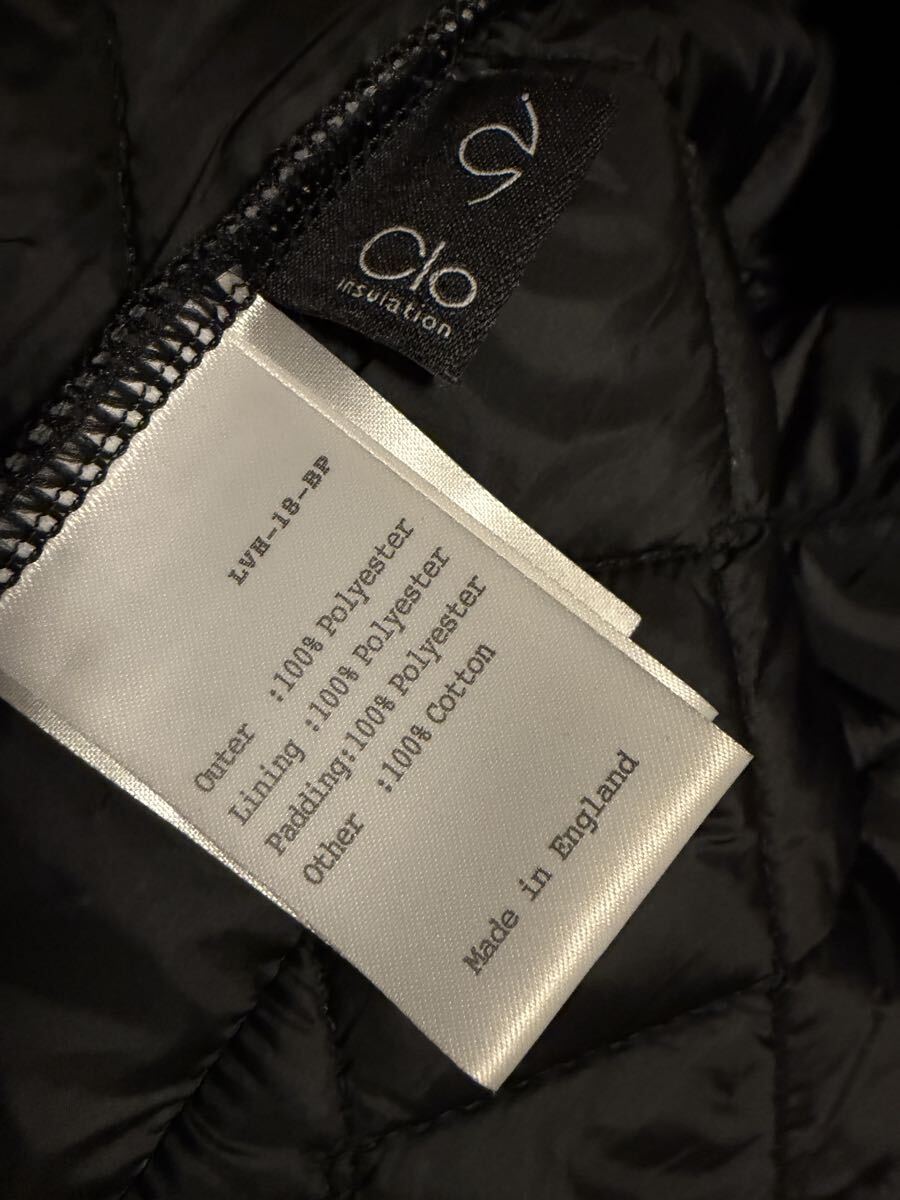 Clo
insulation
LVH-18-BP
Outer :100% Polyester
Lining :100% Polyester
Padding:100% Polyester
Other :100% Cotton
Made in England